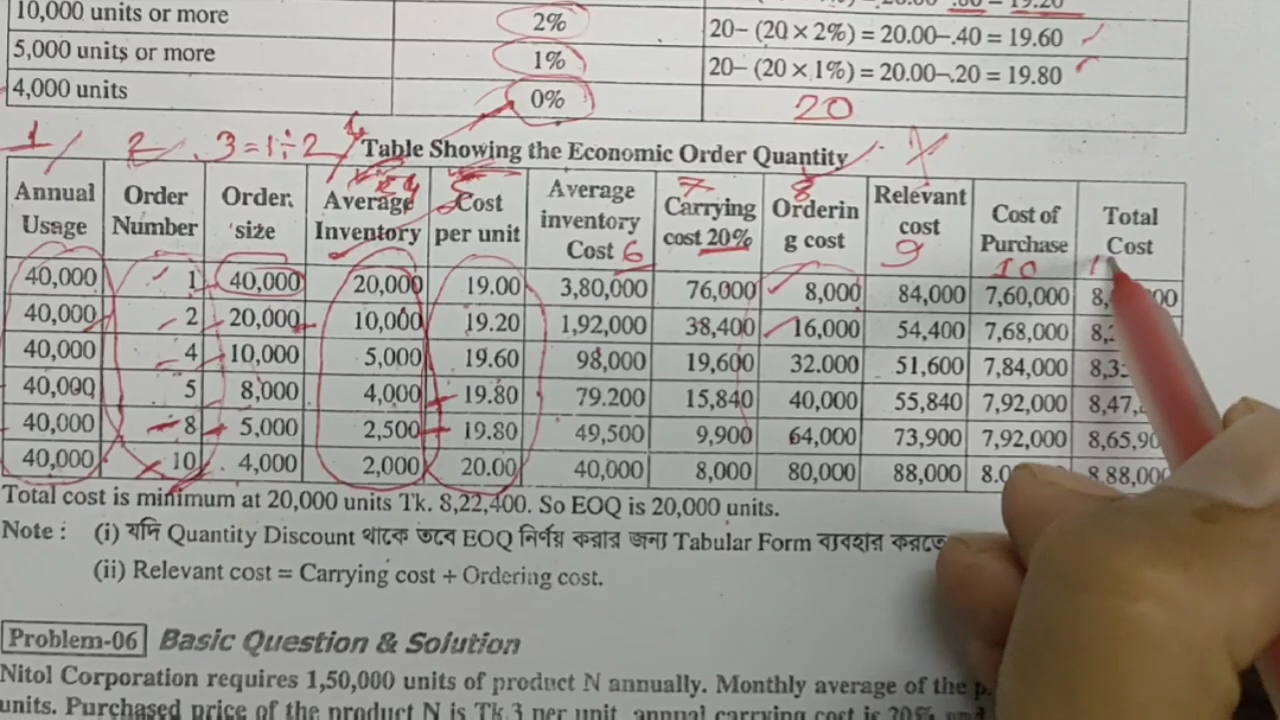 10,000 units or more 2% 20– (20 × 2%) = 20.00–.40 = 19.60
5,000 units or more 1% 20– (20 × 1%) = 20.00–.20 = 19.80
4,000 units 0% 20
1 2 3=1÷2 Table Showing the Economic Order Quantity
Annual Usage Order Number Order size Average Inventory Cost per unit Average inventory Cost 6 7 Carrying cost 20% 8 Orderin g cost Relevant cost 9 Cost of Purchase 10 Total Cost
40,000 1 40,000 20,000 19.00 3,80,000 76,000 8,000 84,000 7,60,000
40,000 2 20,000 10,000 19.20 1,92,000 38,400 16,000 54,400 7,68,000
40,000 4 10,000 5,000 19.60 98,000 19,600 32.000 51,600 7,84,000
40,000 5 8,000 4,000 19.80 79.200 15,840 40,000 55,840 7,92,000
40,000 8 5,000 2,500 19.80 49,500 9,900 64,000 73,900 7,92,000
40,000 10 4,000 2,000 20.00 40,000 8,000 80,000 88,000 8.88,000
Total cost is minimum at 20,000 units Tk. 8,22,400. So EOQ is 20,000 units.
Note : (i) যদি Quantity Discount থাকে তবে EOQ নির্ণয় করার জন্য Tabular Form ব্যবহার
(ii) Relevant cost = Carrying cost + Ordering cost.
Problem-06 Basic Question & Solution
Nitol Corporation requires 1,50,000 units of product N annually. Monthly average of the
units. Purchased price of the product N is Tk.3 per unit, annual carrying cost is 20%